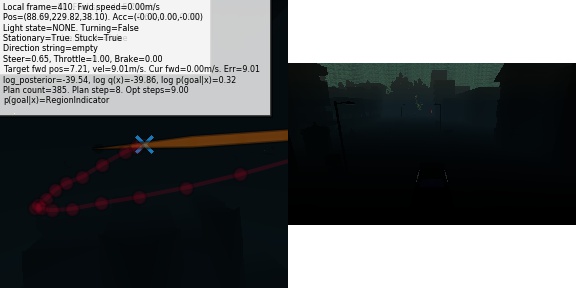 Local frame=410. Fwd speed=0.00m/s
Pos=(88.69,229.82,38.10). Acc=(-0.00,0.00,-0.00)
Light state=NONE. Turning=False
Stationary=True. Stuck=True
Direction string=empty
Steer=0.65, Throttle=1.00, Brake=0.00
Target fwd pos=7.21, vel=9.01m/s. Cur fwd=0.00m/s. Err=9.01
log_posterior=-39.54, log q(x)=-39.86, log p(goal|x)=0.32
Plan count=385. Plan step=8. Opt steps=9.00
p(goal|x)=RegionIndicator